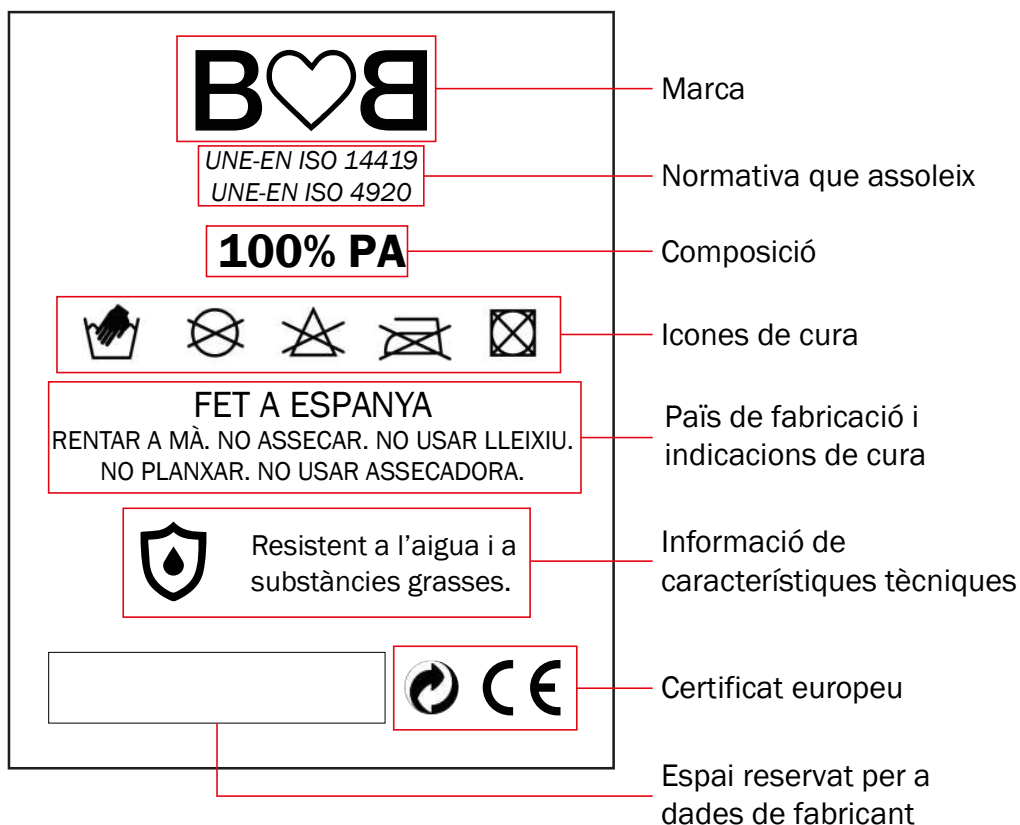 B♡B
Marca
UNE-EN ISO 14419
UNE-EN ISO 4920
Normativa que assoleix
100% PA
Composició
Icones de cura
FET A ESPANYA
RENTAR A MÀ. NO ASSECAR. NO USAR LLEIXIU.
NO PLANXAR. NO USAR ASSECADORA.
Països de fabricació i
indicacions de cura
Resistent a l’aigua i a
substàncies grasses.
Informació de
característiques tècniques
CE
Certificat europeu
Espai reservat per a
dades de fabricant